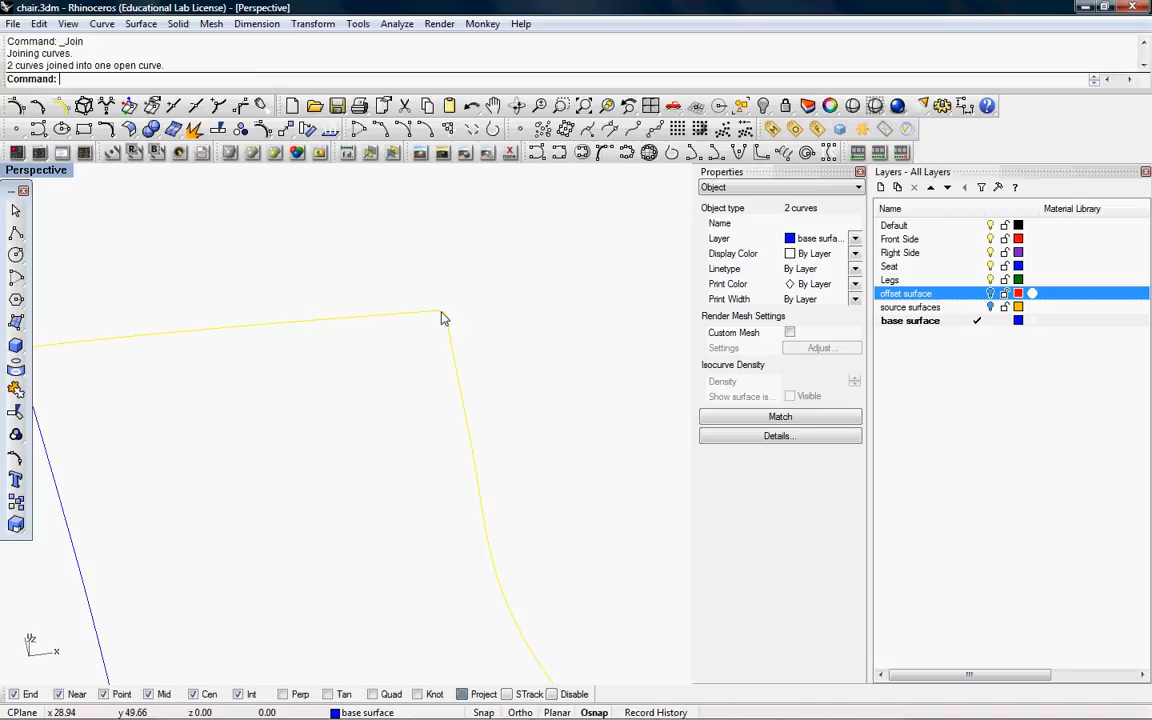 chair.3dm - Rhinoceros (Educational Lab License) - [Perspective]
File Edit View Curve Surface Solid Mesh Dimension Transform Tools Analyze Render Monkey Help
Command: _Join
Joining curves.
2 curves joined into one open curve.
Command:
Perspective
Properties
Object
Object type 2 curves
Name
Layer base surfa...
Display Color By Layer
Linetype By Layer
Print Color By Layer
Print Width By Layer
Render Mesh Settings
Custom Mesh
Settings Adjust...
Isocurve Density
Density
Show surface is... Visible
Match
Details...
Layers - All Layers
Name Material Library
Default
Front Side
Right Side
Seat
Legs
offset surface
source surfaces
base surface
x
End Near Point Mid Cen Int Perp Tan Quad Knot Project STrack Disable
CPlane x 28.94 y 49.66 z 0.00 0.00 base surface Snap Ortho Planar Osnap Record History